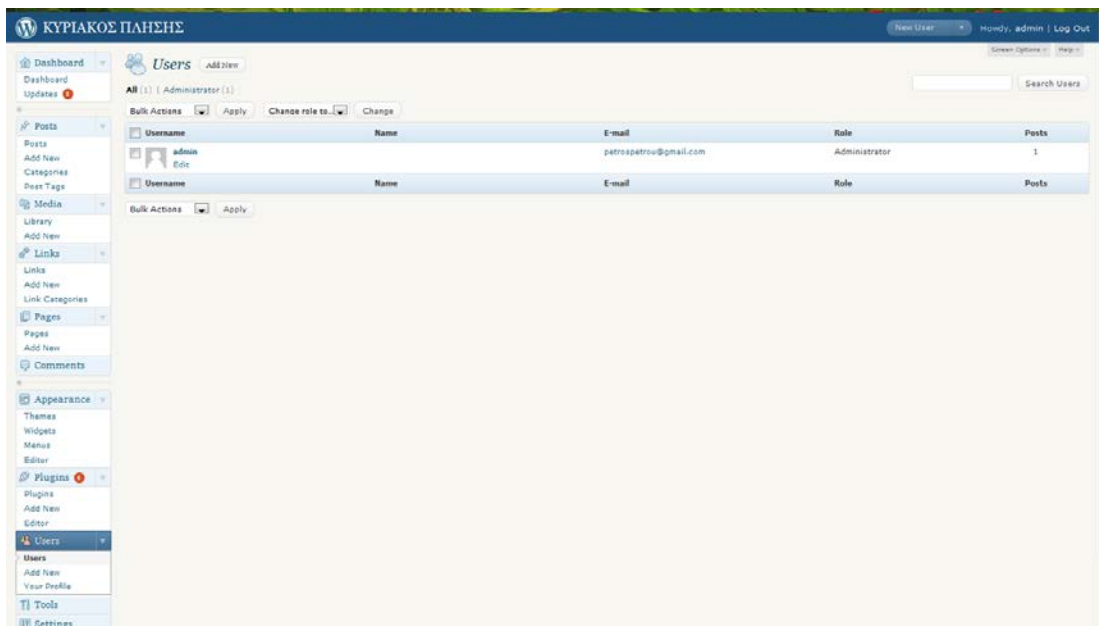 ΚΥΡΙΑΚΟΣ ΠΛΗΣΗΣ
New User
Howdy, admin | Log Out
Screen Options
Help
Dashboard
Dashboard
Updates
Posts
Posts
Add New
Categories
Post Tags
Media
Library
Add New
Links
Links
Add New
Link Categories
Pages
Pages
Add New
Comments
Appearance
Themes
Widgets
Menus
Editor
Plugins
Plugins
Add New
Editor
Users
Users
Add New
Your Profile
Tools
Settings
Users Add New
All (1) | Administrator (1)
Search Users
Bulk Actions Apply Change role to... Change
Username Name E-mail Role Posts
admin petrospetrou@gmail.com Administrator 1
Edit
Username Name E-mail Role Posts
Bulk Actions Apply